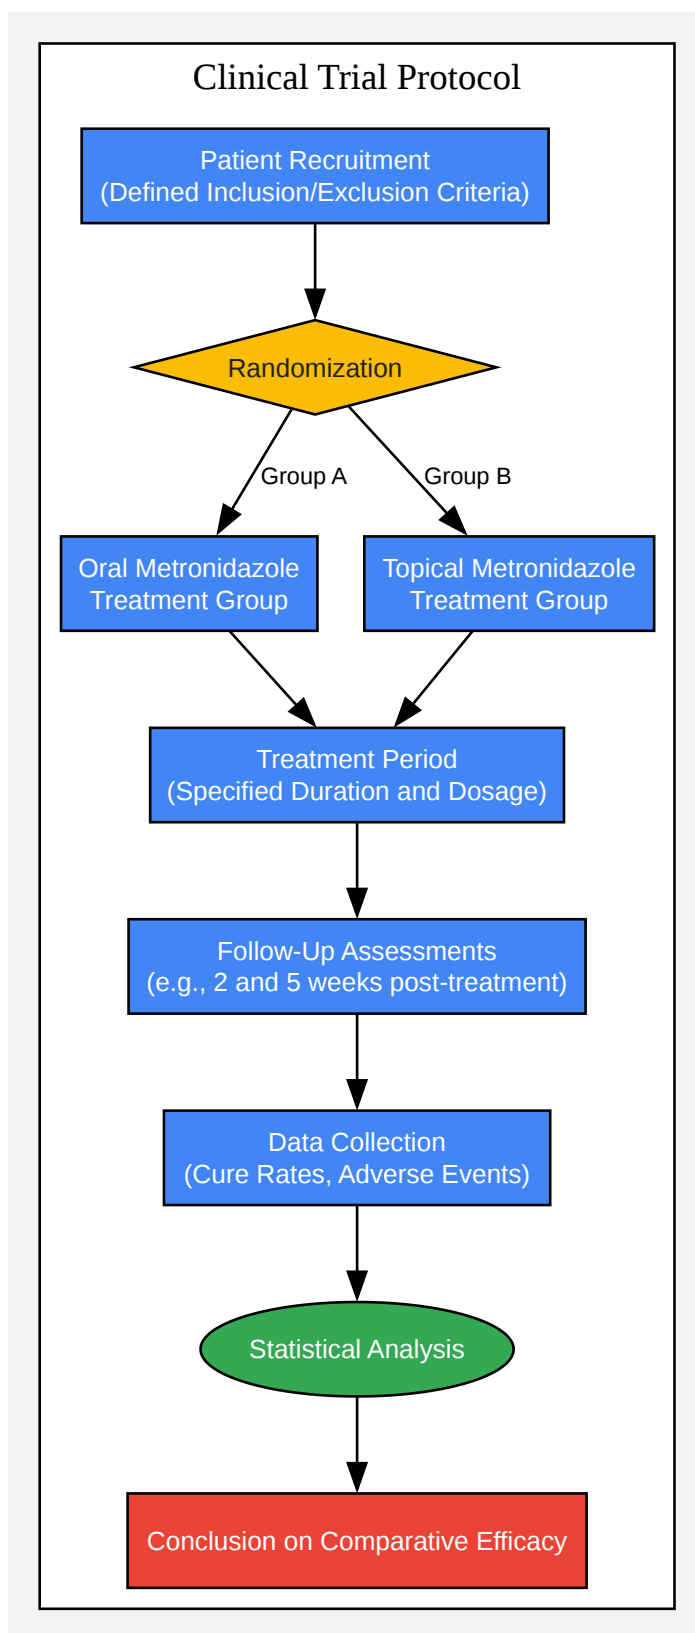 Clinical Trial Protocol
Patient Recruitment
(Defined Inclusion/Exclusion Criteria)
Randomization
Group A
Group B
Oral Metronidazole
Treatment Group
Topical Metronidazole
Treatment Group
Treatment Period
(Specified Duration and Dosage)
Follow-Up Assessments
(e.g., 2 and 5 weeks post-treatment)
Data Collection
(Cure Rates, Adverse Events)
Statistical Analysis
Conclusion on Comparative Efficacy